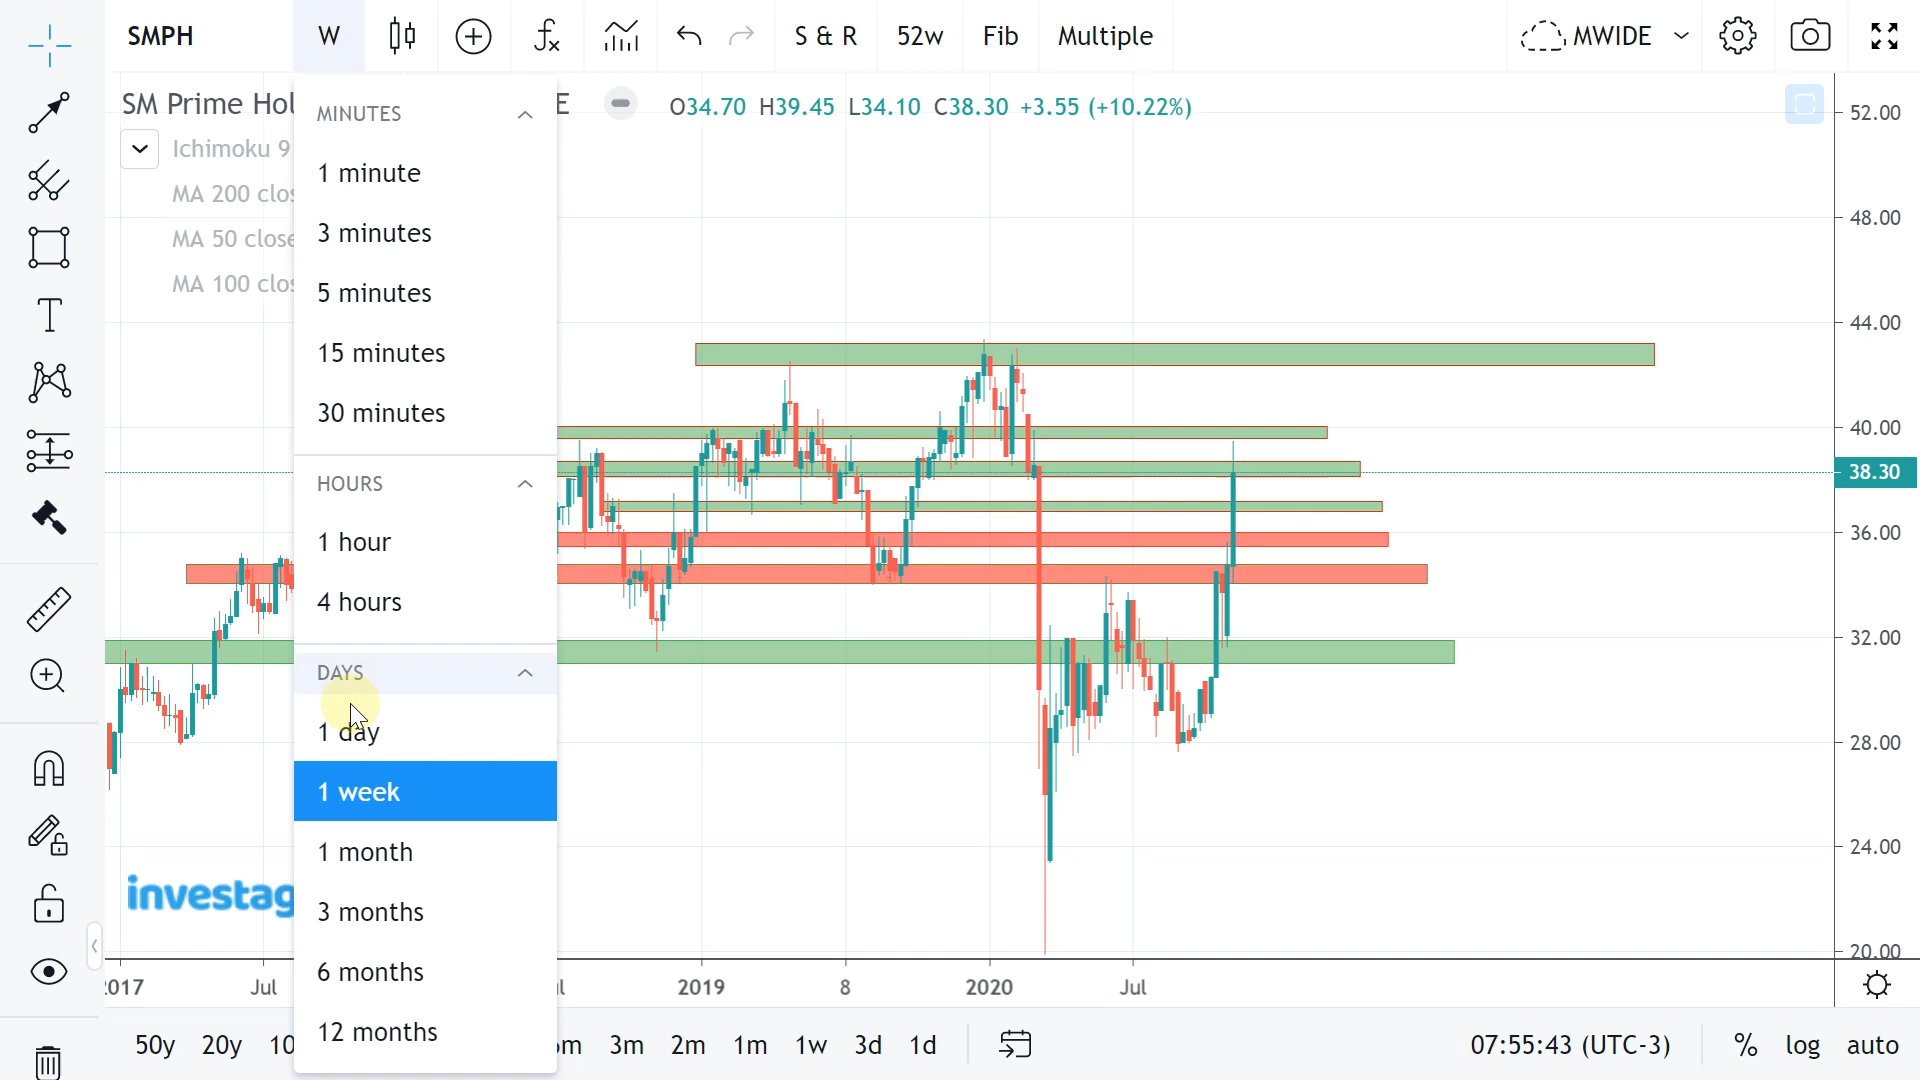 SMPH W S & R 52w Fib Multiple MWIDE
SM Prime Hol E O34.70 H39.45 L34.10 C38.30 +3.55 (+10.22%)
Ichimoku 9
MA 200 clos
MA 50 close
MA 100 clos
MINUTES
1 minute
3 minutes
5 minutes
15 minutes
30 minutes
HOURS
1 hour
4 hours
DAYS
1 day
1 week
1 month
3 months
6 months
12 months
52.00
48.00
44.00
40.00
38.30
36.00
32.00
28.00
24.00
20.00
investag
2017 Jul 2019 8 2020 Jul
50y 20y 10 3m 2m 1m 1w 3d 1d 07:55:43 (UTC-3) % log auto